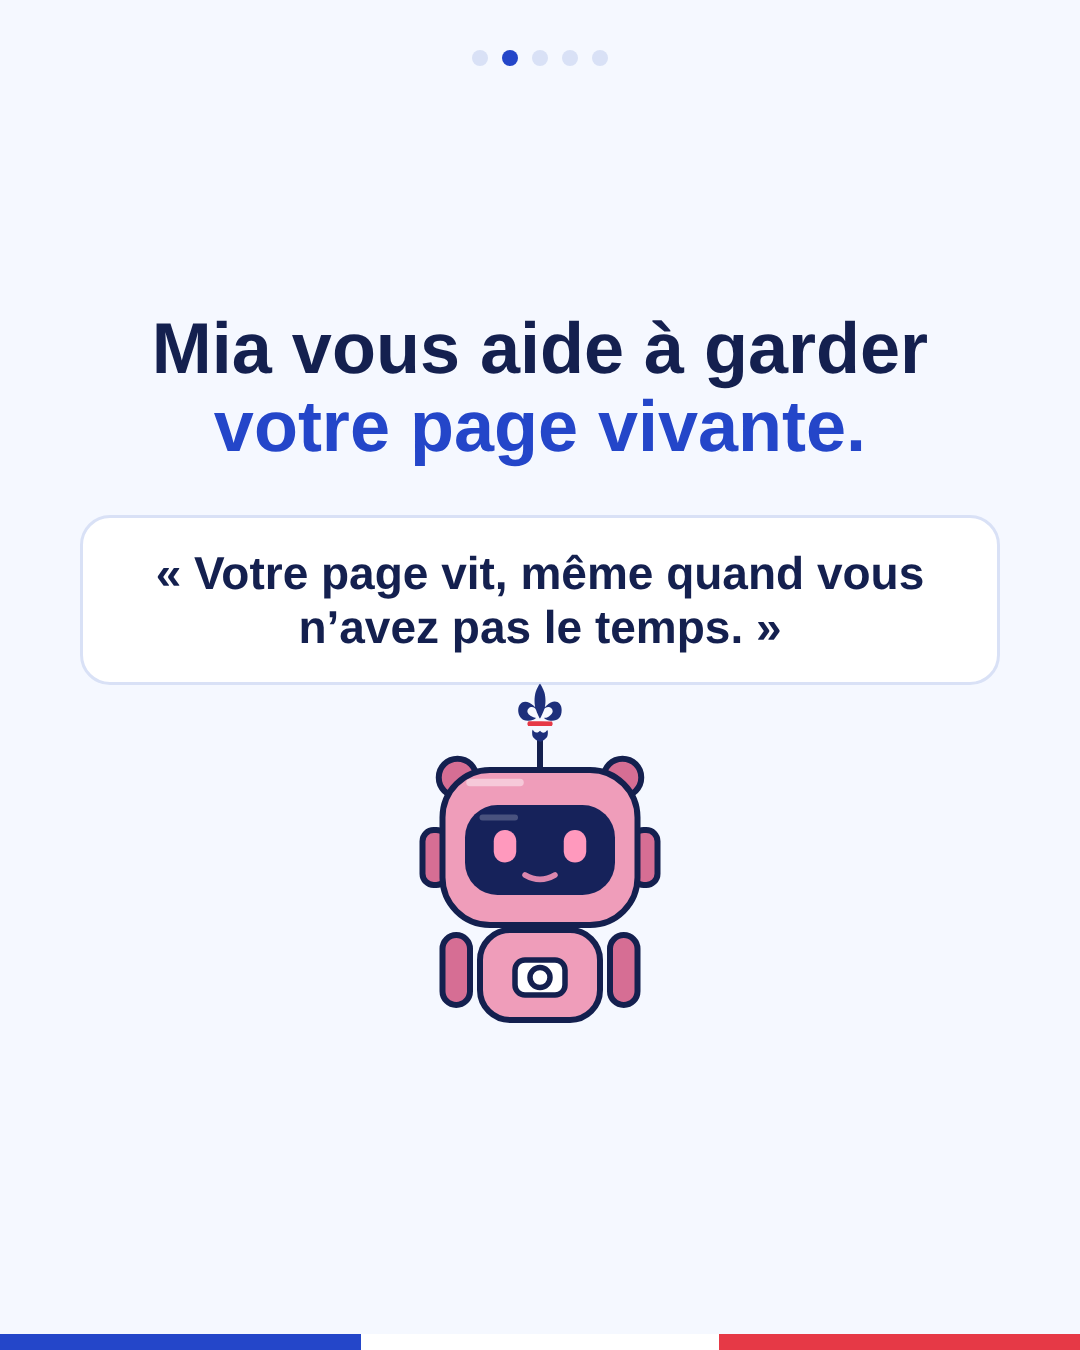 Mia vous aide à garder
votre page vivante.
« Votre page vit, même quand vous
n’avez pas le temps. »